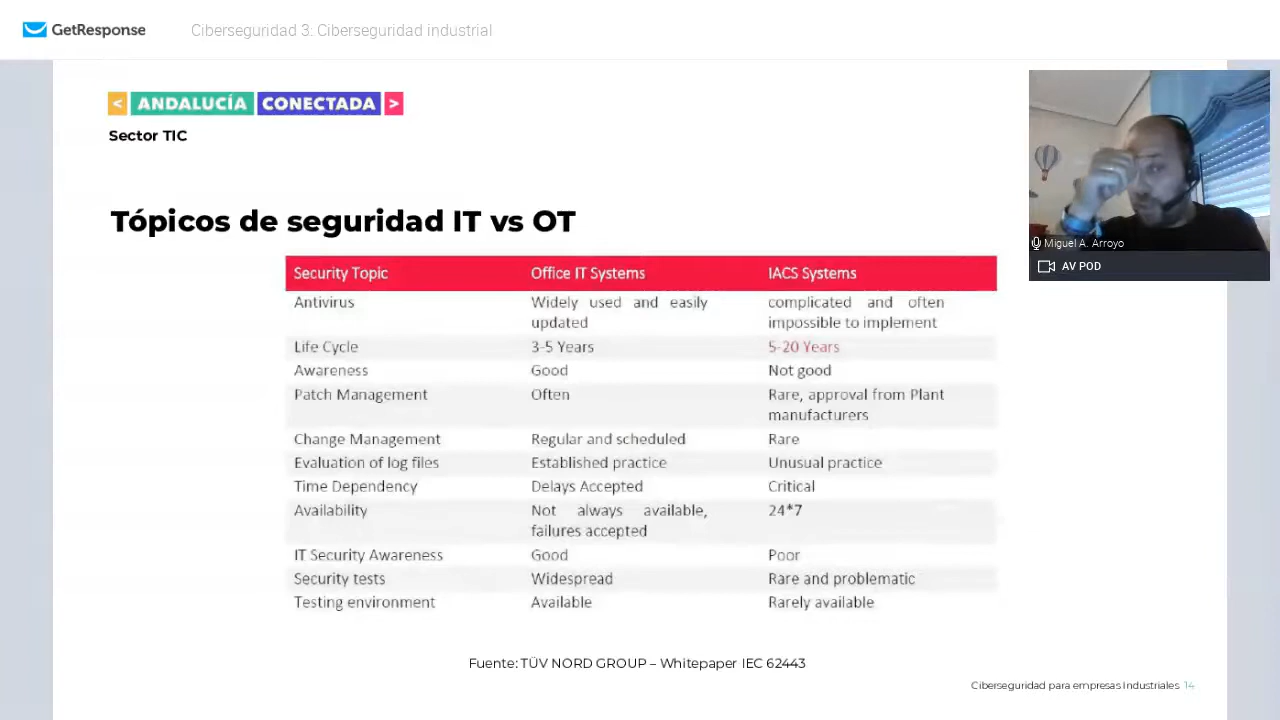 GetResponse Ciberseguridad 3: Ciberseguridad industrial
< ANDALUCÍA CONECTADA >
Sector TIC
Miguel A. Arroyo
AV POD
Tópicos de seguridad IT vs OT
Security Topic Office IT Systems IACS Systems
Antivirus Widely used and easily complicated and often
updated impossible to implement
Life Cycle 3-5 Years 5-20 Years
Awareness Good Not good
Patch Management Often Rare, approval from Plant
manufacturers
Change Management Regular and scheduled Rare
Evaluation of log files Established practice Unusual practice
Time Dependency Delays Accepted Critical
Availability Not always available, 24*7
failures accepted
IT Security Awareness Good Poor
Security tests Widespread Rare and problematic
Testing environment Available Rarely available
Fuente: TÜV NORD GROUP – Whitepaper IEC 62443
Ciberseguridad para empresas industriales 14